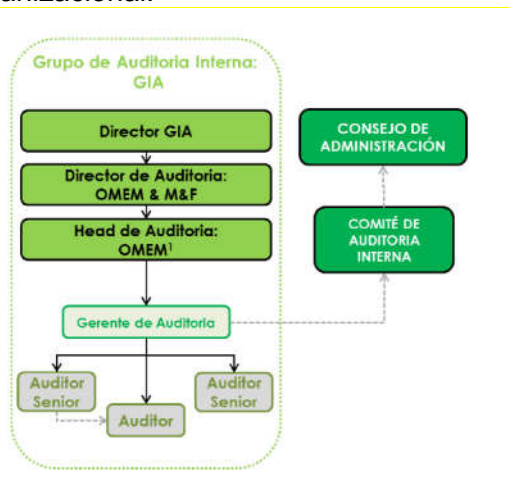 Grupo de Auditoria Interna:
GIA
Director GIA
Director de Auditoria:
OMEM & M&F
Head de Auditoria:
OMEM¹
Gerente de Auditoria
Auditor
Senior
Auditor
Auditor
Senior
CONSEJO DE
ADMINISTRACIÓN
COMITÉ DE
AUDITORIA
INTERNA